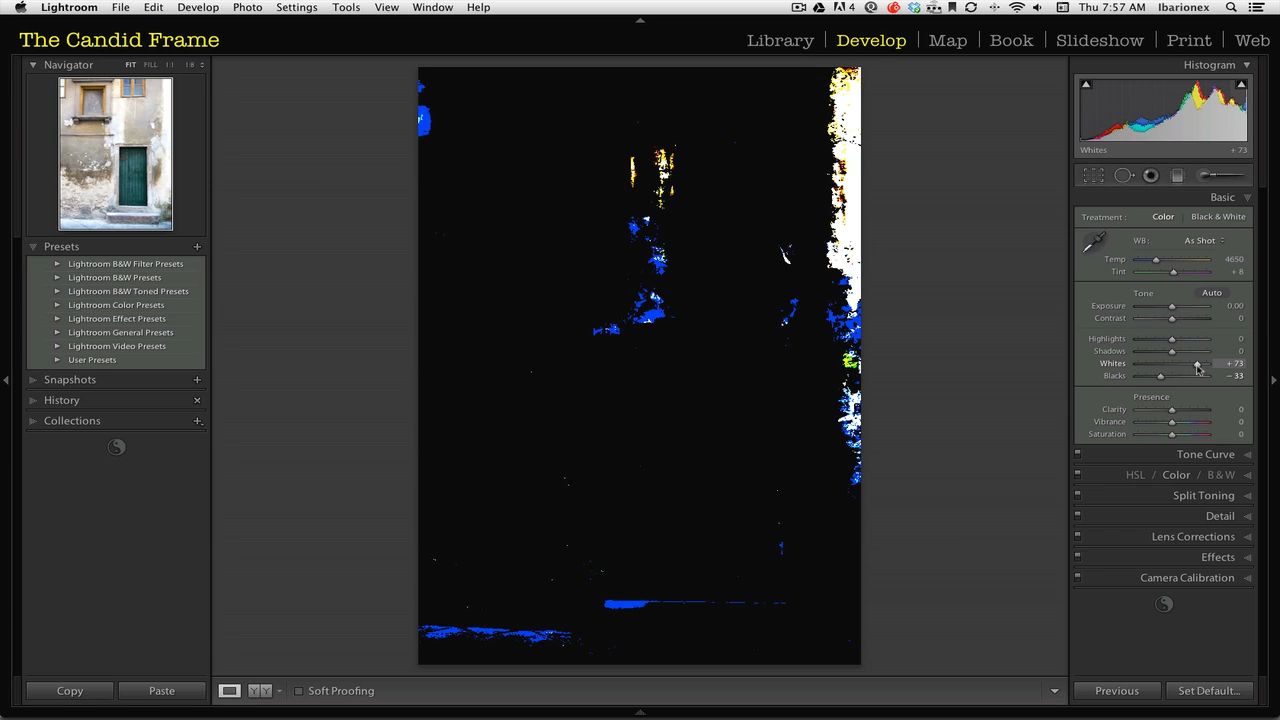 Lightroom File Edit Develop Photo Settings Tools View Window Help 4 Thu 7:57 AM Ibarionex
The Candid Frame Library Develop Map Book Slideshow Print Web
Navigator FIT FILL 1:1 1:8
Histogram
Whites +73
Basic
Treatment: Color Black & White
WB: As Shot
Temp 4650
Tint +8
Tone Auto
Exposure 0.00
Contrast 0
Highlights 0
Shadows 0
Whites +73
Blacks -33
Presence
Clarity 0
Vibrance 0
Saturation 0
Tone Curve
HSL / Color / B & W
Split Toning
Detail
Lens Corrections
Effects
Camera Calibration
Presets
Lightroom B&W Filter Presets
Lightroom B&W Presets
Lightroom B&W Toned Presets
Lightroom Color Presets
Lightroom Effect Presets
Lightroom General Presets
Lightroom Video Presets
User Presets
Snapshots
History
Collections
Copy Paste Y Y Soft Proofing Previous Set Default...